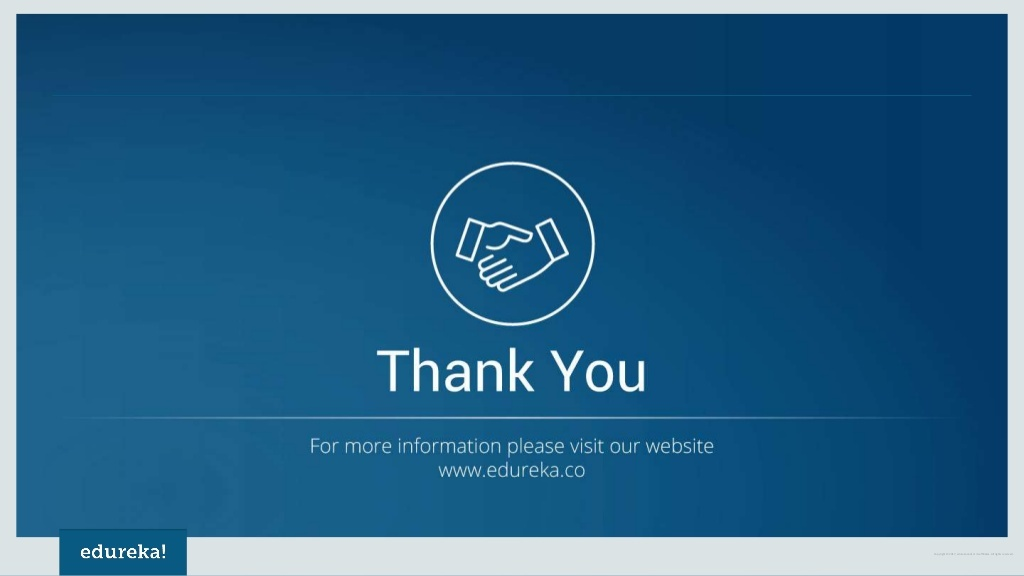 Thank You
For more information please visit our website
www.edureka.co
edureka!